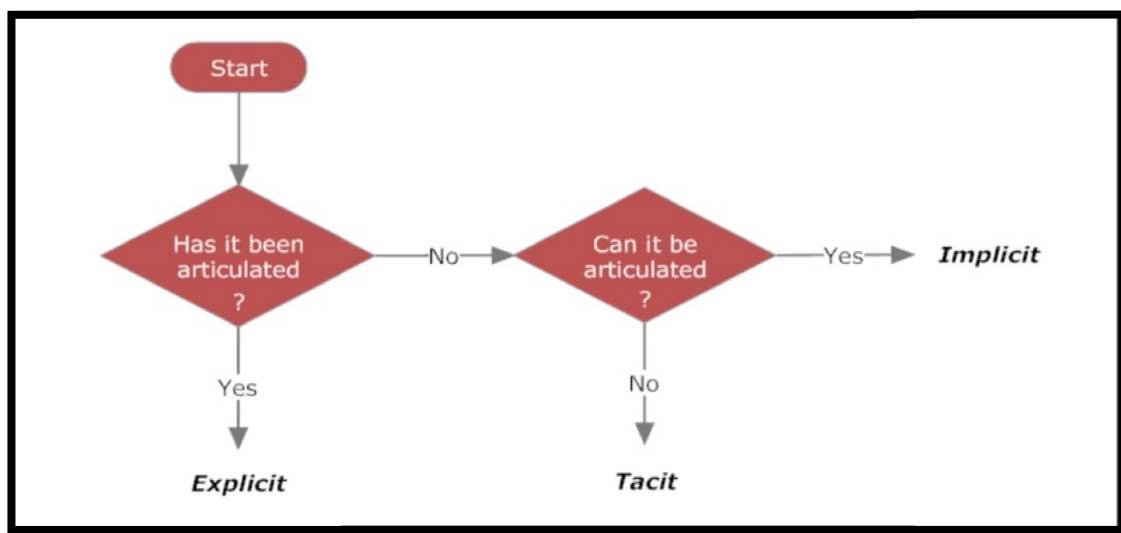 Start
Has it been
articulated
?
No
Can it be
articulated
?
Yes
Implicit
Yes
No
Explicit
Tacit